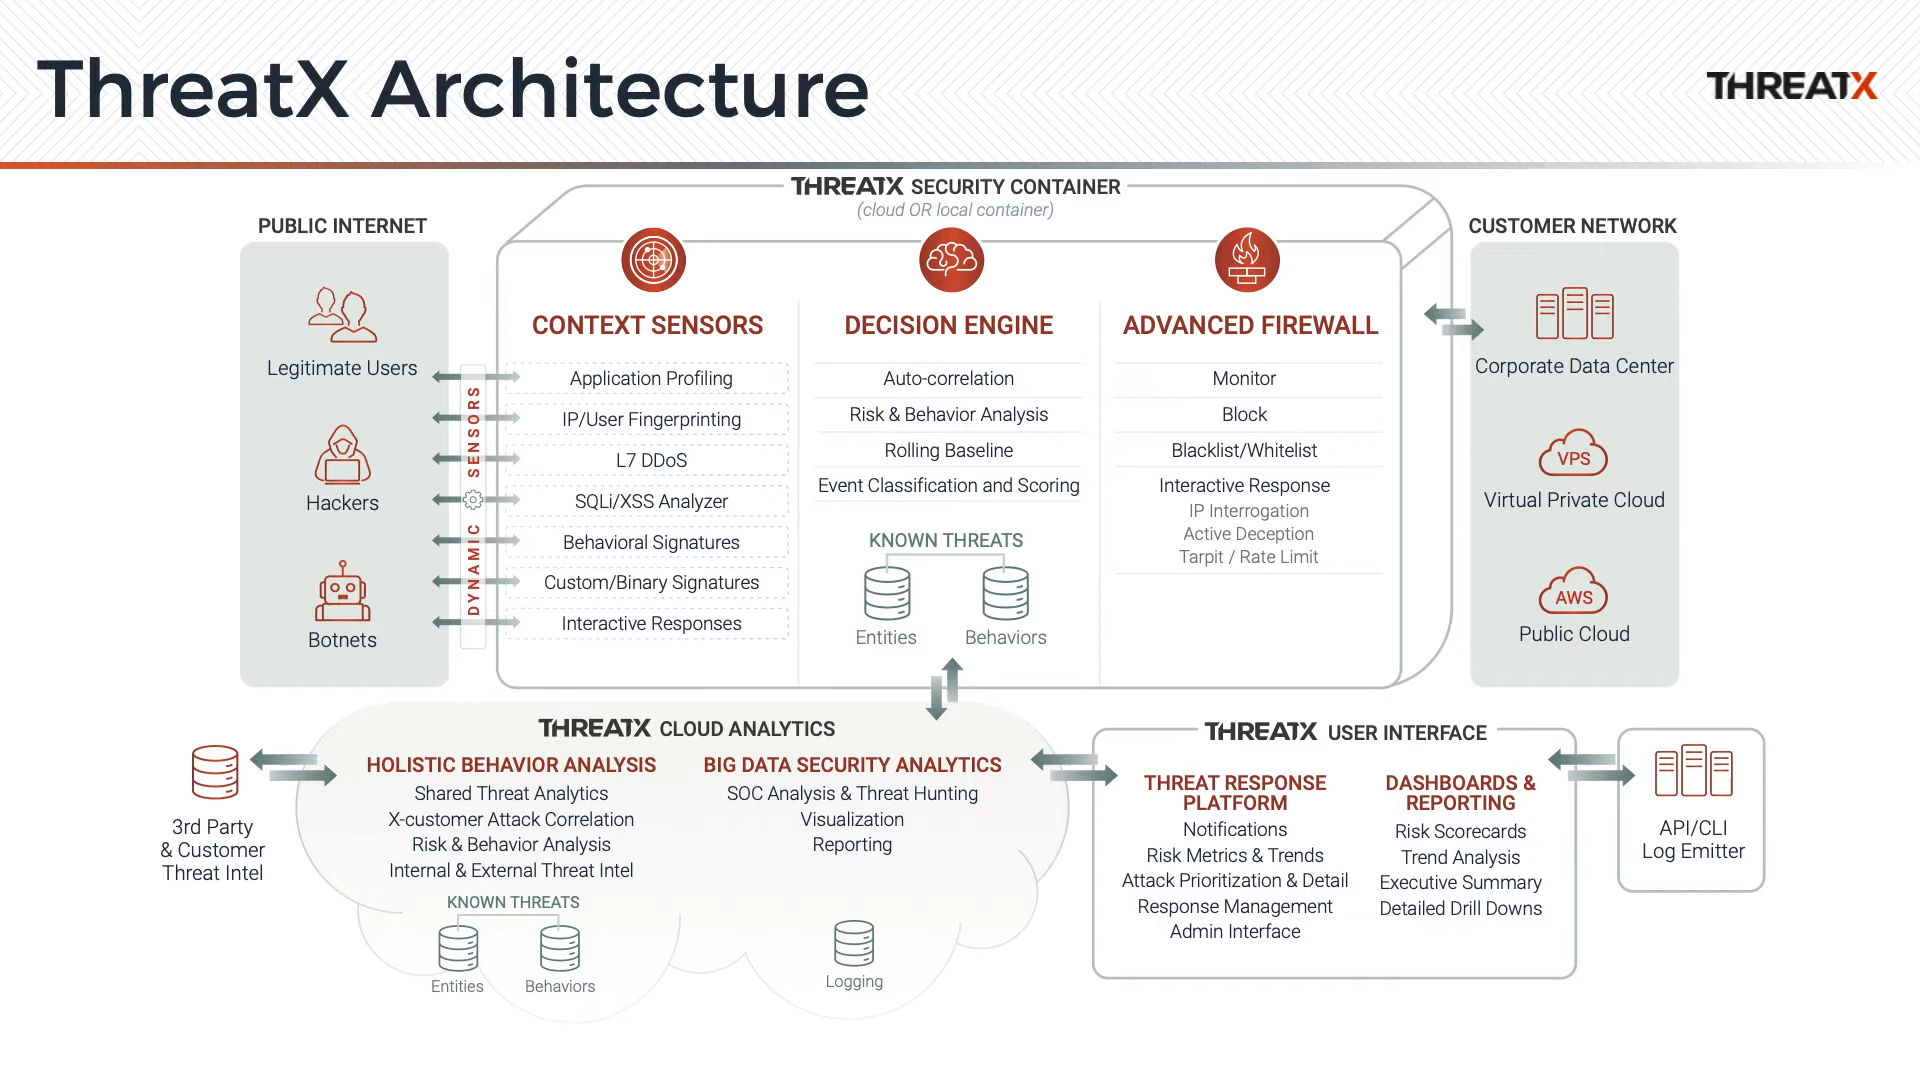 ThreatX Architecture
THREATX
THREATX SECURITY CONTAINER
(cloud OR local container)
PUBLIC INTERNET
Legitimate Users
Hackers
Botnets
DYNAMIC SENSORS
CONTEXT SENSORS
Application Profiling
IP/User Fingerprinting
L7 DDoS
SQLi/XSS Analyzer
Behavioral Signatures
Custom/Binary Signatures
Interactive Responses
DECISION ENGINE
Auto-correlation
Risk & Behavior Analysis
Rolling Baseline
Event Classification and Scoring
KNOWN THREATS
Entities
Behaviors
ADVANCED FIREWALL
Monitor
Block
Blacklist/Whitelist
Interactive Response
IP Interrogation
Active Deception
Tarpit / Rate Limit
CUSTOMER NETWORK
Corporate Data Center
VPS
Virtual Private Cloud
AWS
Public Cloud
3rd Party
& Customer
Threat Intel
THREATX CLOUD ANALYTICS
HOLISTIC BEHAVIOR ANALYSIS
Shared Threat Analytics
X-customer Attack Correlation
Risk & Behavior Analysis
Internal & External Threat Intel
KNOWN THREATS
Entities
Behaviors
BIG DATA SECURITY ANALYTICS
SOC Analysis & Threat Hunting
Visualization
Reporting
Logging
THREATX USER INTERFACE
THREAT RESPONSE
PLATFORM
Notifications
Risk Metrics & Trends
Attack Prioritization & Detail
Response Management
Admin Interface
DASHBOARDS &
REPORTING
Risk Scorecards
Trend Analysis
Executive Summary
Detailed Drill Downs
API/CLI
Log Emitter